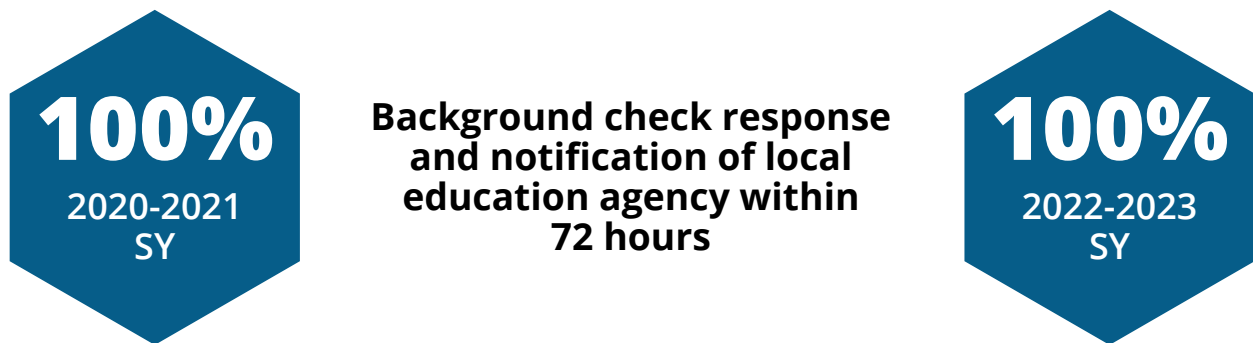 100%
2020-2021
SY
Background check response
and notification of local
education agency within
72 hours
100%
2022-2023
SY